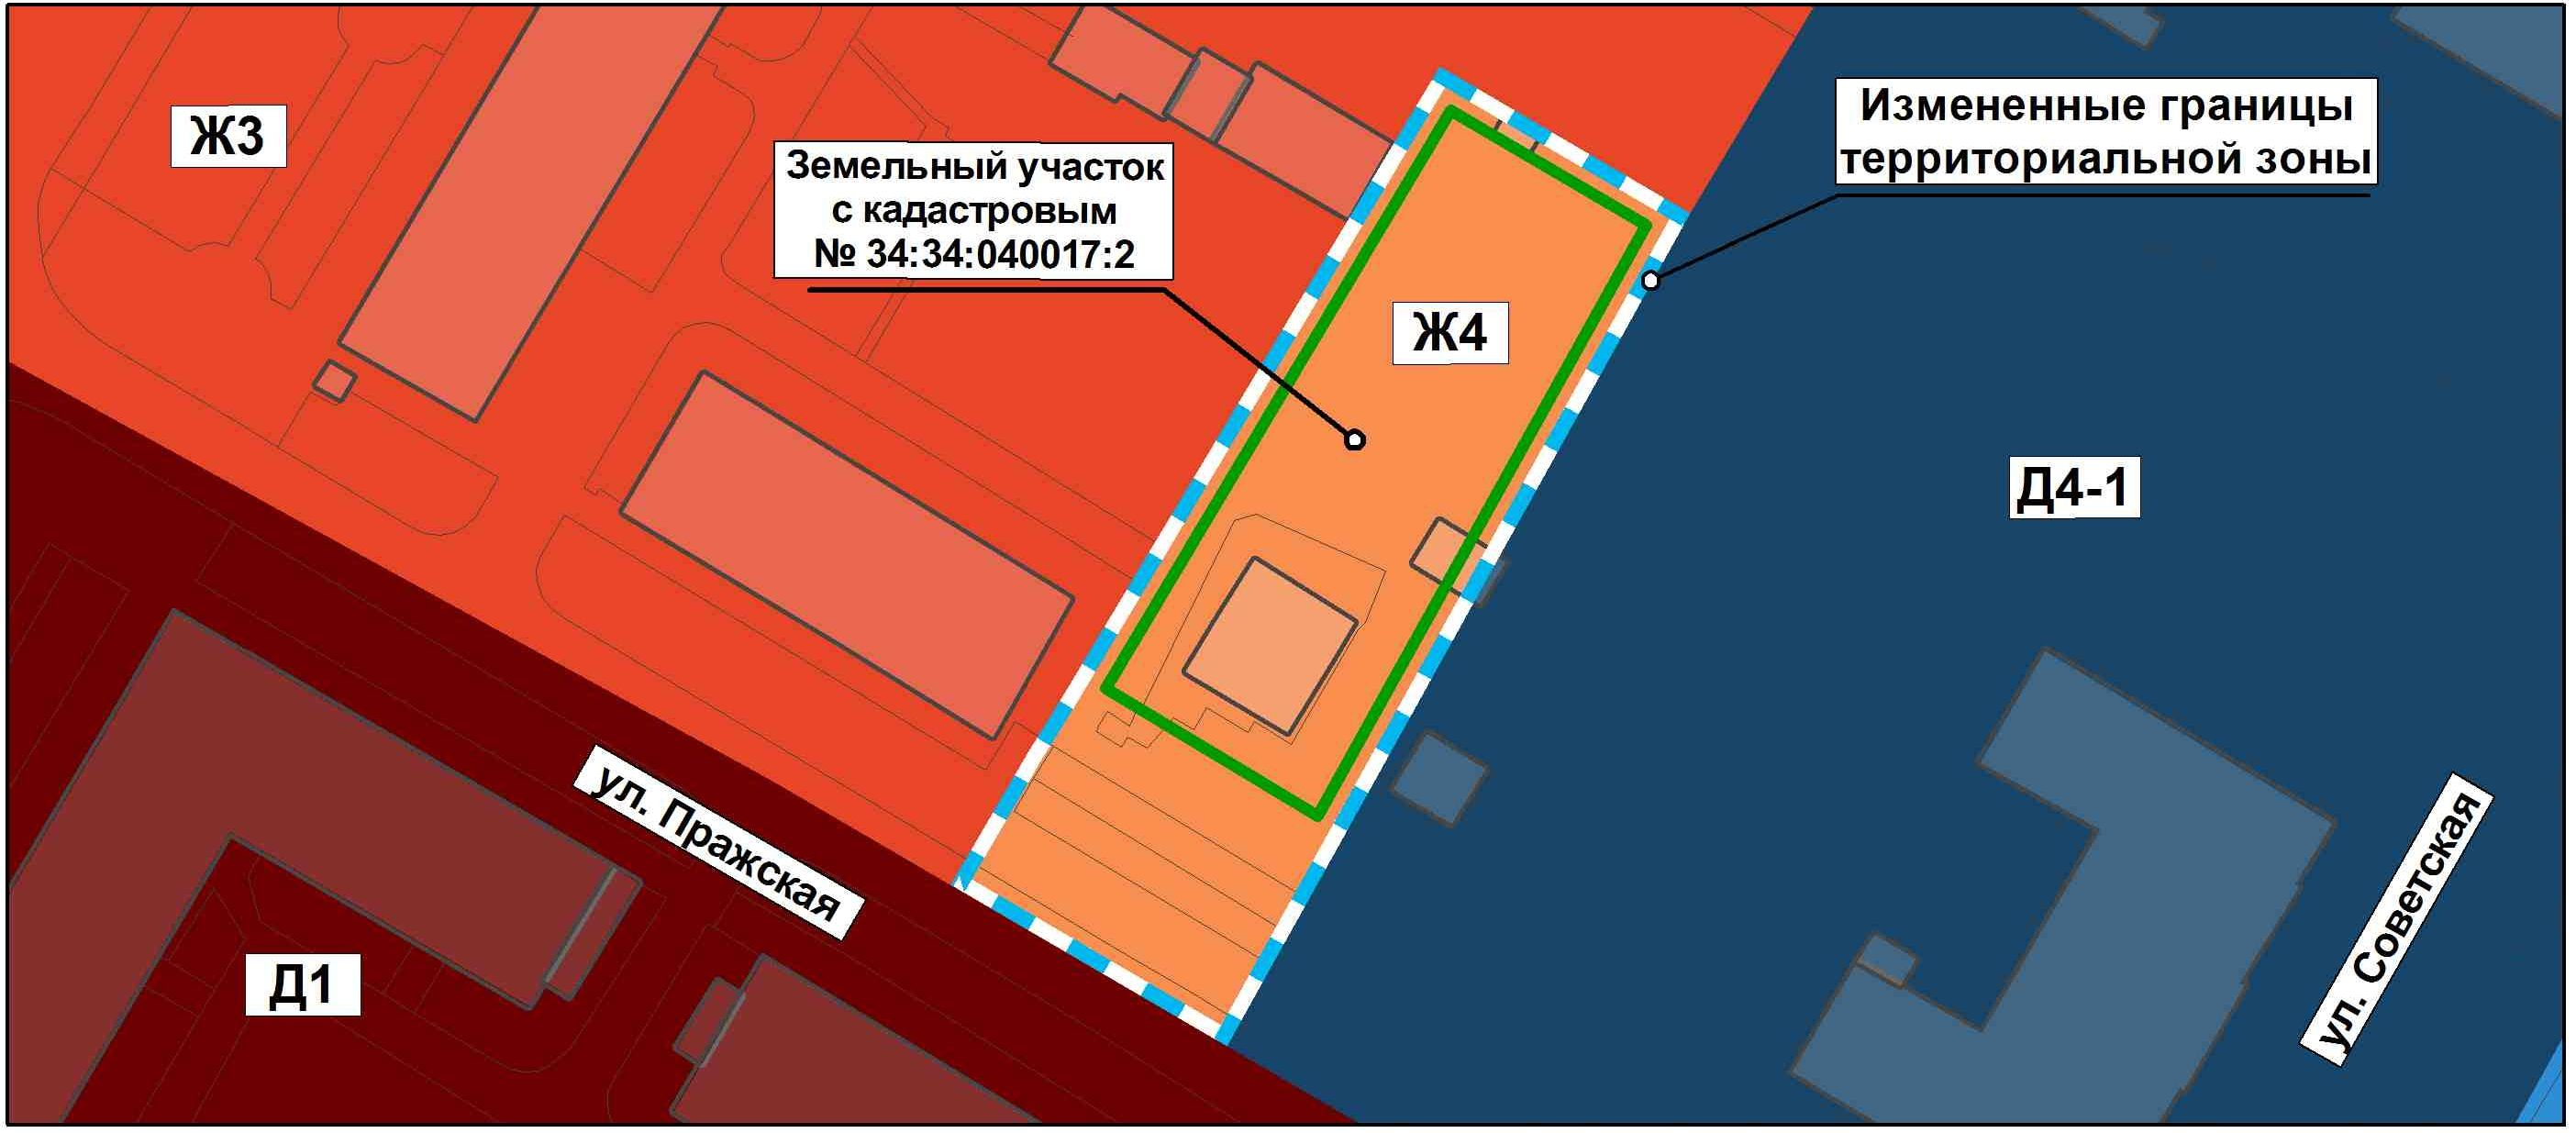 Ж3
Земельный участок
с кадастровым
№ 34:34:040017:2
Измененные границы
территориальной зоны
Ж4
Д4-1
ул. Пражская
Д1
ул. Советская